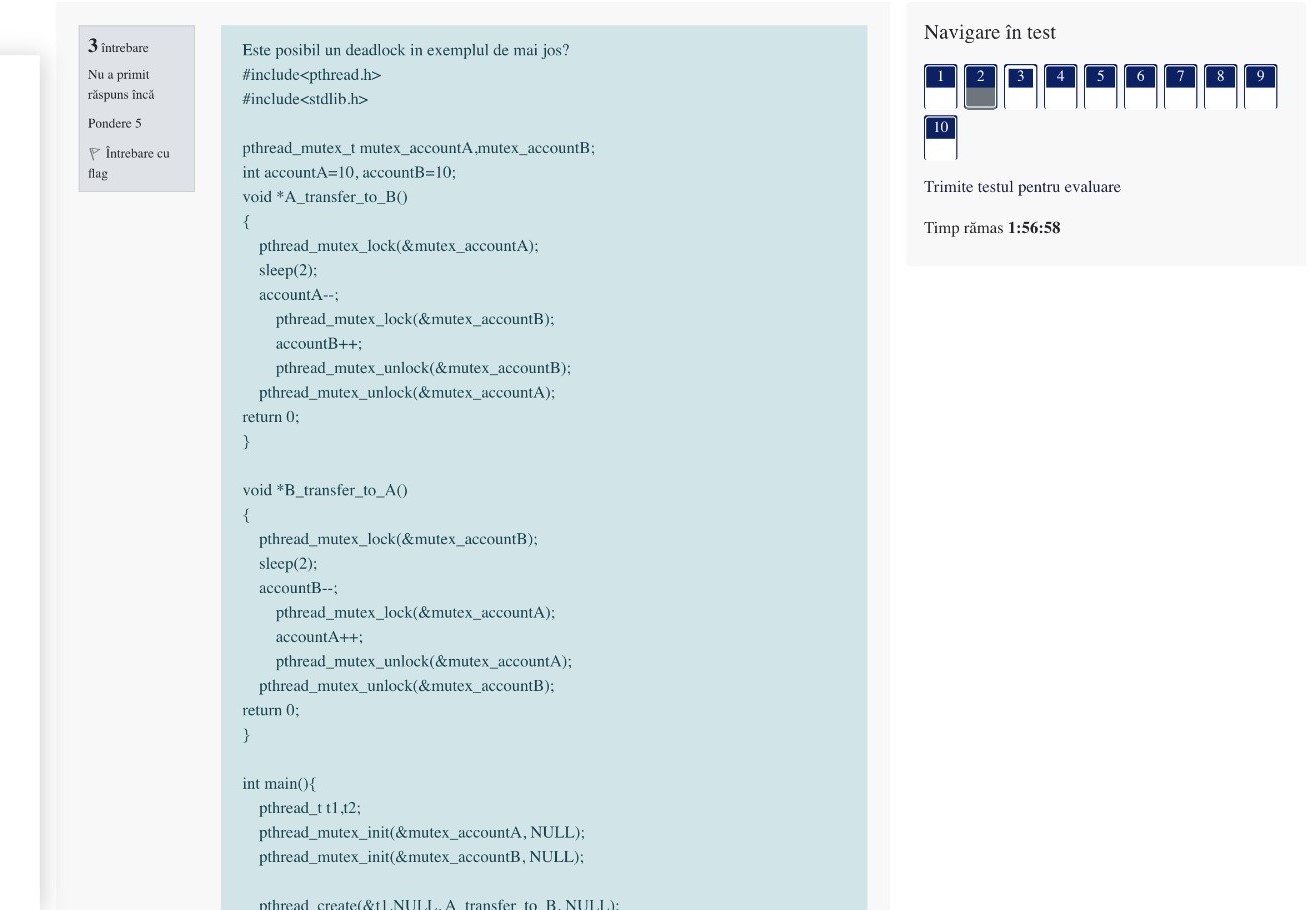 3 întrebare
Nu a primit
răspuns încă
Pondere 5
Întrebare cu
flag
Este posibil un deadlock in exemplul de mai jos?
#include<pthread.h>
#include<stdlib.h>
pthread_mutex_t mutex_accountA,mutex_accountB;
int accountA=10, accountB=10;
void *A_transfer_to_B()
{
pthread_mutex_lock(&mutex_accountA);
sleep(2);
accountA--;
pthread_mutex_lock(&mutex_accountB);
accountB++;
pthread_mutex_unlock(&mutex_accountB);
pthread_mutex_unlock(&mutex_accountA);
return 0;
}
void *B_transfer_to_A()
{
pthread_mutex_lock(&mutex_accountB);
sleep(2);
accountB--;
pthread_mutex_lock(&mutex_accountA);
accountA++;
pthread_mutex_unlock(&mutex_accountA);
pthread_mutex_unlock(&mutex_accountB);
return 0;
}
int main(){
pthread_t t1,t2;
pthread_mutex_init(&mutex_accountA, NULL);
pthread_mutex_init(&mutex_accountB, NULL);
pthread_create(&t1,NULL, A_transfer_to_B, NULL);
Navigare în test
1 2 3 4 5 6 7 8 9
10
Trimite testul pentru evaluare
Timp rămas 1:56:58